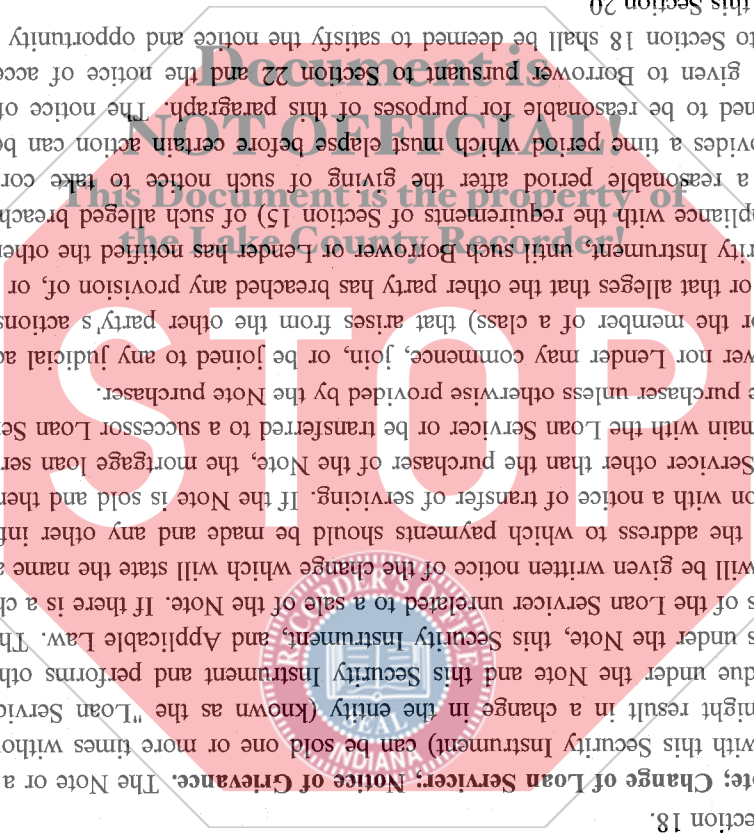 ection 18.
ote; Change of Loan Servicer; Notice of Grievance. The Note or a
with this Security Instrument) can be sold one or more times witho
night result in a change in the entity (known as the "Loan Servic
due under the Note and this Security Instrument and performs oth
s under the Note, this Security Instrument, and Applicable Law. Th
s of the Loan Servicer unrelated to a sale of the Note. If there is a ch
will be given written notice of the change which will state the name a
the address to which payments should be made and any other inf
on with a notice of transfer of servicing. If the Note is sold and ther
Servicer other than the purchaser of the Note, the mortgage loan ser
main with the Loan Servicer or be transferred to a successor Loan Se
e purchaser unless otherwise provided by the Note purchaser.
wer nor Lender may commence, join, or be joined to any judicial ac
or the member of a class) that arises from the other party's actions
or that alleges that the other party has breached any provision of, or
rity Instrument, until such Borrower or Lender has notified the othe
pliance with the requirements of Section 15) of such alleged breach
a reasonable period after the giving of such notice to take cor
ovides a time period which must elapse before certain action can be
ned to be reasonable for purposes of this paragraph. The notice of
given to Borrower pursuant to Section 22 and the notice of acce
to Section 18 shall be deemed to satisfy the notice and opportunity
this Section 20
Document is
NOT OFFICIAL!
This Document is the property of
the Lake County Recorder!
STOP
RECORDER'S OFFICE
SEAL
INDIANA